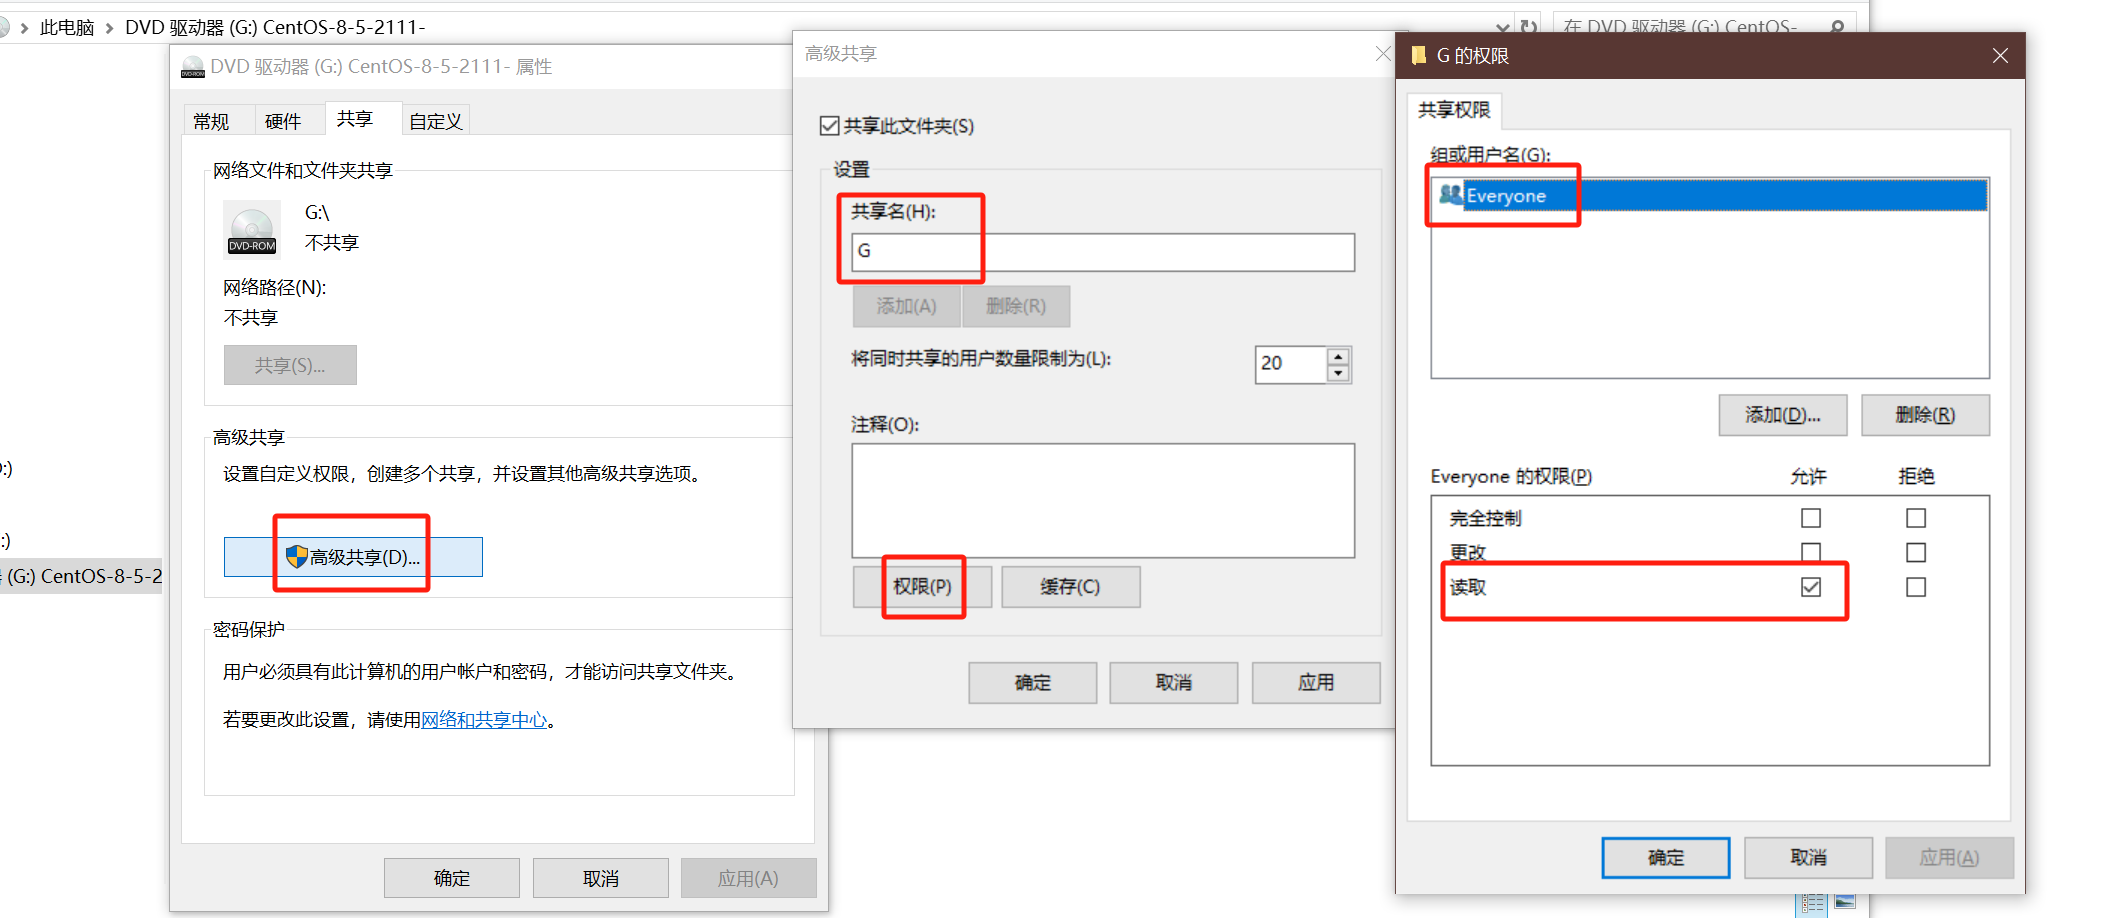 此电脑 > DVD 驱动器 (G:) CentOS-8-5-2111-
在 DVD 驱动器 (G:) CentOS-
:)
:)
(G:) CentOS-8-5-2
DVD 驱动器 (G:) CentOS-8-5-2111- 属性
常规 硬件 共享 自定义
网络文件和文件夹共享
DVD-ROM
G:\
不共享
网络路径(N):
不共享
共享(S)...
高级共享
设置自定义权限，创建多个共享，并设置其他高级共享选项。
高级共享(D)...
密码保护
用户必须具有此计算机的用户帐户和密码，才能访问共享文件夹。
若要更改此设置，请使用网络和共享中心。
确定 取消 应用(A)
高级共享
共享此文件夹(S)
设置
共享名(H):
G
添加(A) 删除(R)
将同时共享的用户数量限制为(L): 20
注释(O):
权限(P) 缓存(C)
确定 取消 应用
G 的权限
共享权限
组或用户名(G):
Everyone
添加(D)... 删除(R)
Everyone 的权限(P) 允许 拒绝
完全控制
更改
读取
确定 取消 应用(A)